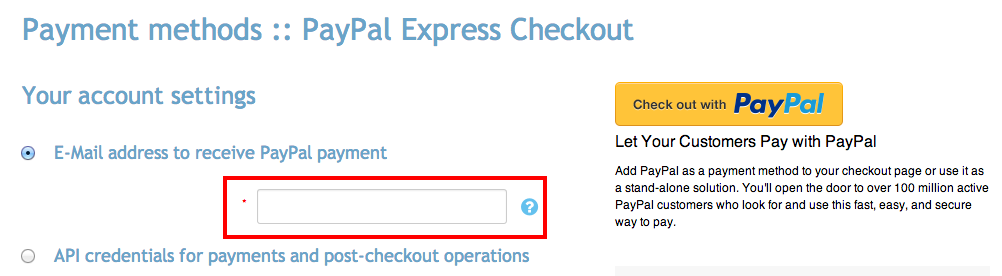 Payment methods :: PayPal Express Checkout
Your account settings
E-Mail address to receive PayPal payment
*
?
API credentials for payments and post-checkout operations
Check out with PayPal
Let Your Customers Pay with PayPal
Add PayPal as a payment method to your checkout page or use it as
a stand-alone solution. You'll open the door to over 100 million active
PayPal customers who look for and use this fast, easy, and secure
way to pay.